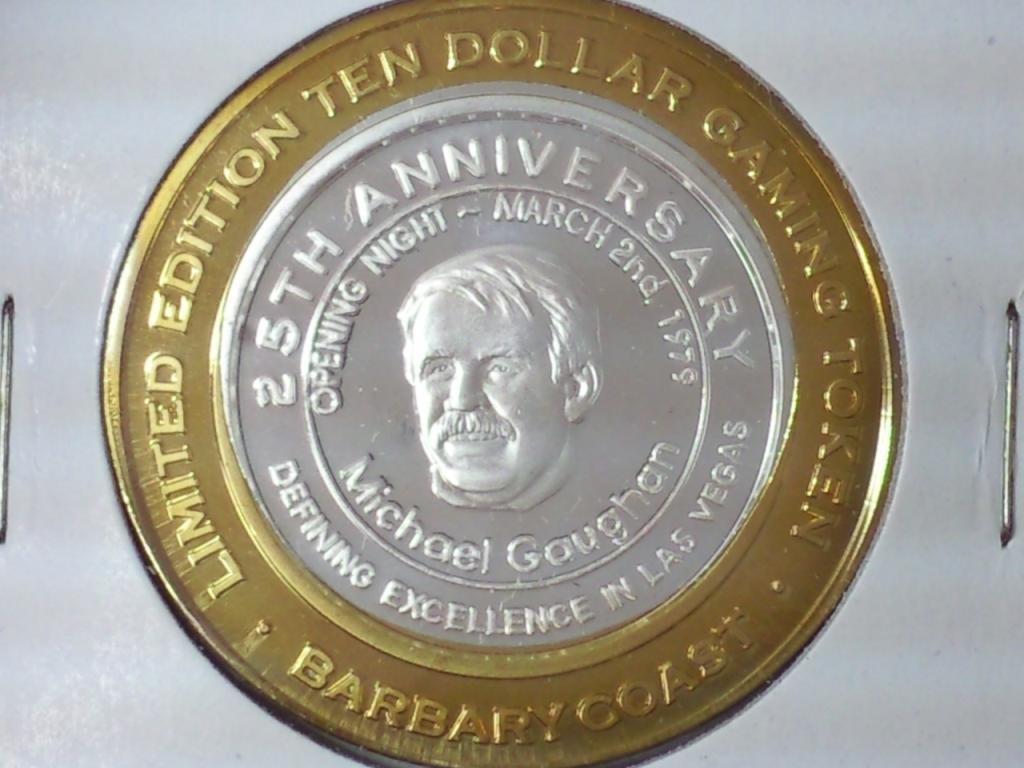 LIMITED EDITION TEN DOLLAR GAMING TOKEN
• BARBARY COAST •
25TH ANNIVERSARY
DEFINING EXCELLENCE IN LAS VEGAS
OPENING NIGHT ~ MARCH 2nd, 1979
Michael Gaughan